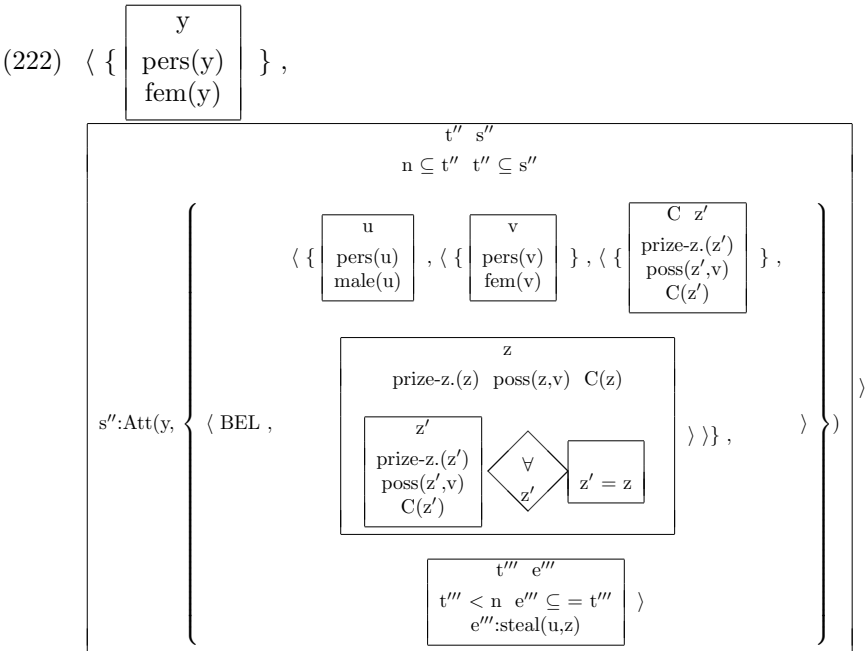 y
(222) ⟨ { pers(y) } ,
fem(y)
t′′ s′′
n ⊆ t′′ t′′ ⊆ s′′
u v C z′
⟨ { pers(u) , ⟨ { pers(v) } , ⟨ { prize-z.(z′) } ,
male(u) fem(v) poss(z′,v)
C(z′)
z
prize-z.(z) poss(z,v) C(z)
s′′:Att(y, { ⟨ BEL , ⟩ ⟩} , ⟩ } ) ⟩
z′
prize-z.(z′) ∀
poss(z′,v) z′ z′ = z
C(z′)
t′′′ e′′′
t′′′ < n e′′′ ⊆ = t′′′ ⟩
e′′′:steal(u,z)